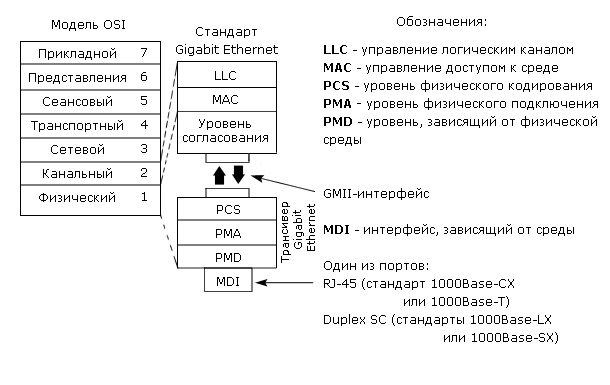 Модель OSI
Прикладной 7
Представления 6
Сеансовый 5
Транспортный 4
Сетевой 3
Канальный 2
Физический 1
Стандарт
Gigabit Ethernet
LLC
MAC
Уровень
согласования
PCS
PMA
PMD
MDI
Трансивер
Gigabit
Ethernet
Обозначения:
LLC - управление логическим каналом
MAC - управление доступом к среде
PCS - уровень физического кодирования
PMA - уровень физического подключения
PMD - уровень, зависящий от физической
среды
GMII-интерфейс
MDI - интерфейс, зависящий от среды
Один из портов:
RJ-45 (стандарт 1000Base-CX
или 1000Base-T)
Duplex SC (стандарты 1000Base-LX
или 1000Base-SX)